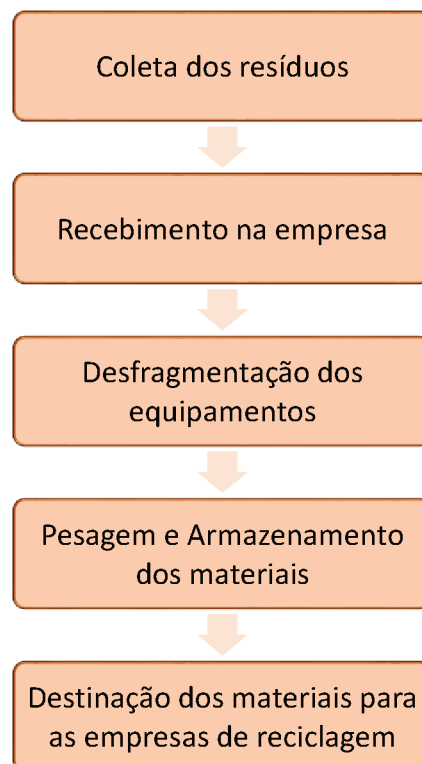 Coleta dos resíduos
Recebimento na empresa
Desfragmentação dos
equipamentos
Pesagem e Armazenamento
dos materiais
Destinação dos materiais para
as empresas de reciclagem